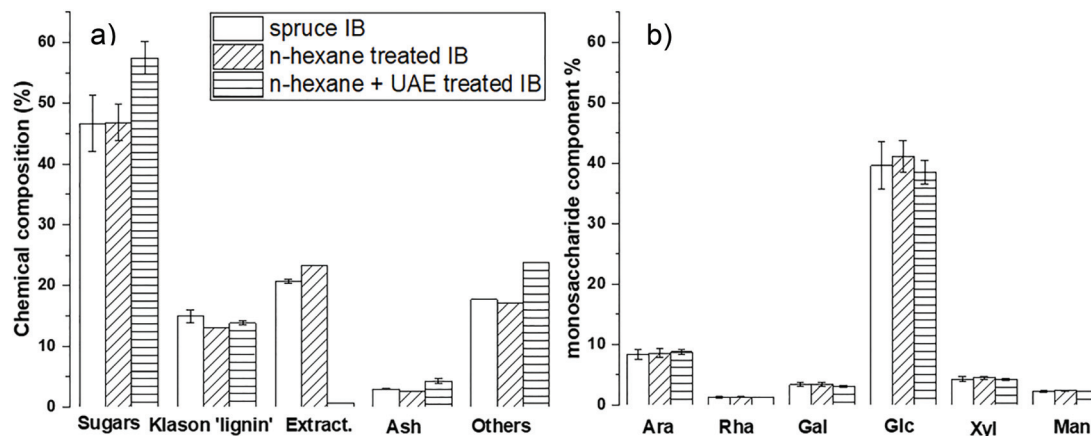 a)
spruce IB
n-hexane treated IB
n-hexane + UAE treated IB
Chemical composition (%)
60
50
40
30
20
10
0
Sugars Klason 'lignin' Extract. Ash Others
b)
monosaccharide component %
60
50
40
30
20
10
0
Ara Rha Gal Glc Xyl Man